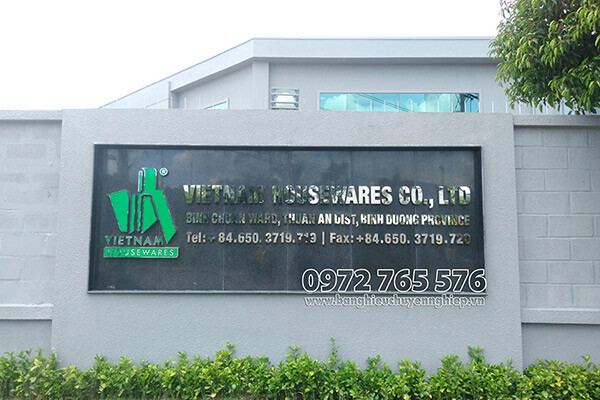 VIETNAM HOUSEWARES CO., LTD
BINH CHUAN WARD, THUAN AN DIST, BINH DUONG PROVINCE
Tel: +84.650. 3719.719 | Fax: +84.650. 3719.720
®
VIETNAM
HOUSEWARES
0972 765 576
www.banghieuchuyennghiep.vn